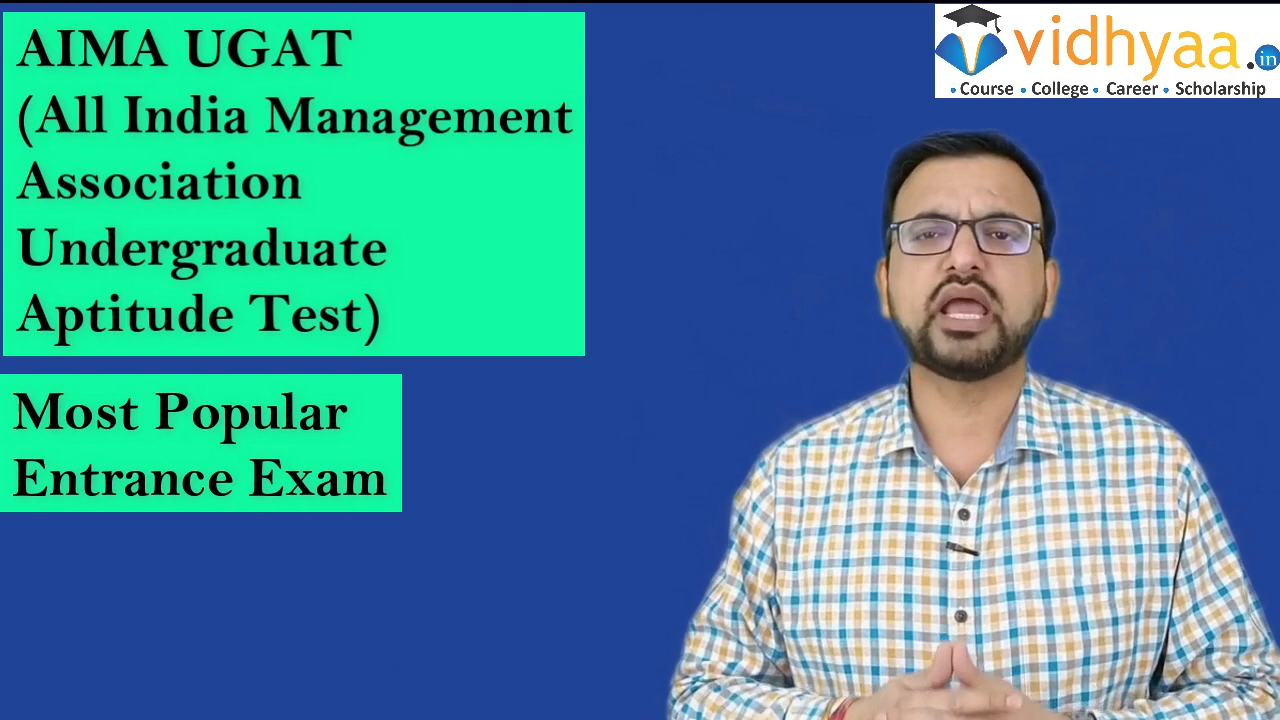 AIMA UGAT
(All India Management
Association
Undergraduate
Aptitude Test)
Most Popular
Entrance Exam
vidhyaa.in
• Course • College • Career • Scholarship